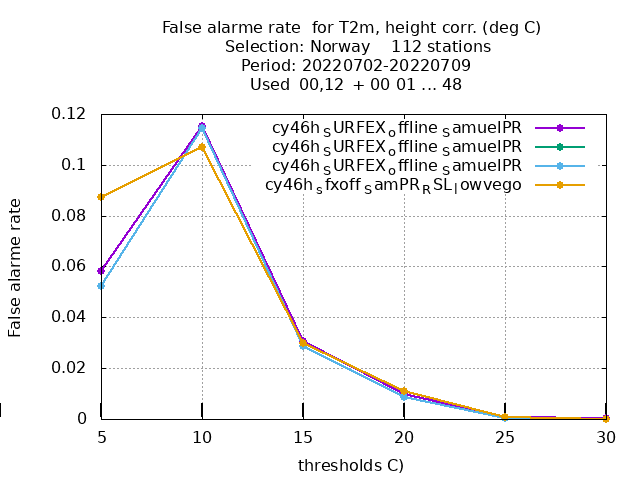 False alarme rate  for T2m, height corr. (deg C)
Selection: Norway    112 stations
Period: 20220702-20220709
Used  00,12  + 00 01 ... 48
cy46h_SURFEX_offline_SamuelPR
cy46h_SURFEX_offline_SamuelPR
cy46h_SURFEX_offline_SamuelPR
cy46h_sfxoff_SamPR_RSL_lowvego
0.12
0.1
0.08
0.06
0.04
0.02
0
False alarme rate
5 10 15 20 25 30
thresholds C)